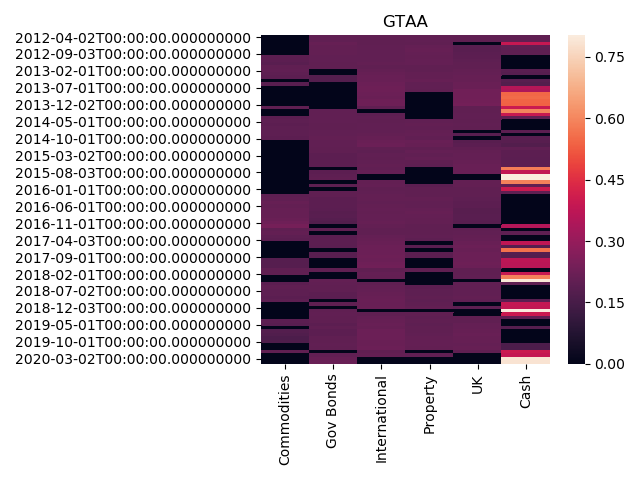 GTAA
2012-04-02T00:00:00.000000000
2012-09-03T00:00:00.000000000
2013-02-01T00:00:00.000000000
2013-07-01T00:00:00.000000000
2013-12-02T00:00:00.000000000
2014-05-01T00:00:00.000000000
2014-10-01T00:00:00.000000000
2015-03-02T00:00:00.000000000
2015-08-03T00:00:00.000000000
2016-01-01T00:00:00.000000000
2016-06-01T00:00:00.000000000
2016-11-01T00:00:00.000000000
2017-04-03T00:00:00.000000000
2017-09-01T00:00:00.000000000
2018-02-01T00:00:00.000000000
2018-07-02T00:00:00.000000000
2018-12-03T00:00:00.000000000
2019-05-01T00:00:00.000000000
2019-10-01T00:00:00.000000000
2020-03-02T00:00:00.000000000
Commodities
Gov Bonds
International
Property
UK
Cash
0.75
0.60
0.45
0.30
0.15
0.00